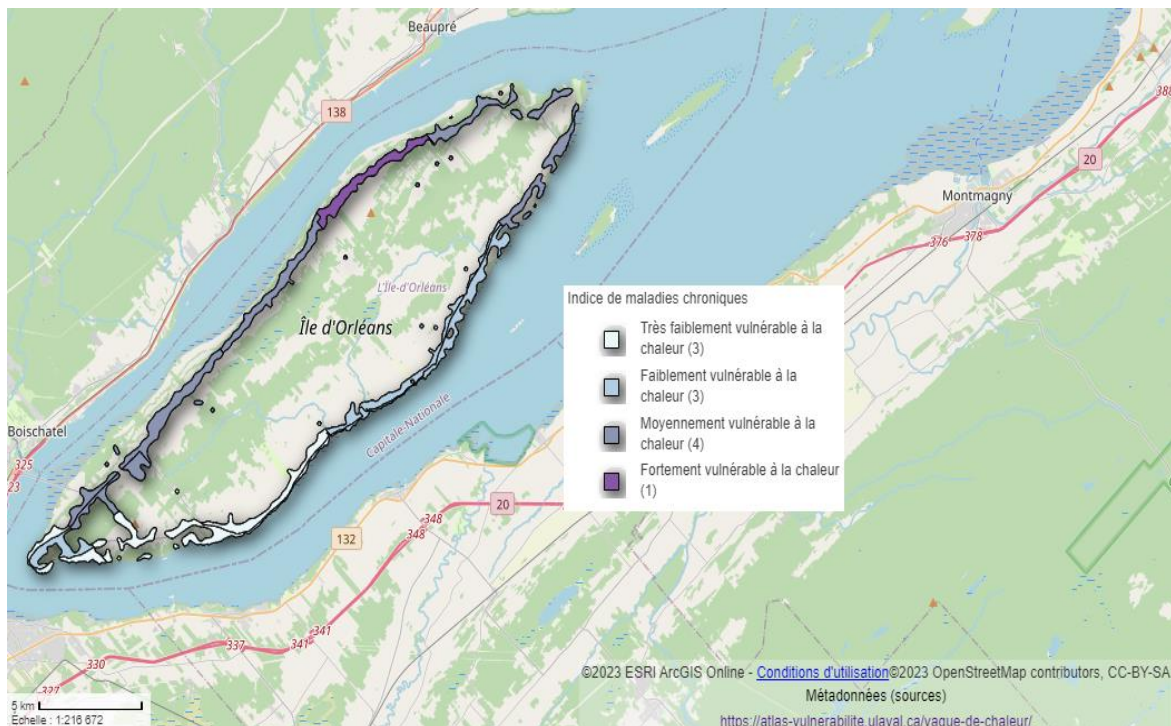 Beaupré
138
388
20
Montmagny
376
378
L'Île-d'Orléans
Île d'Orléans
Indice de maladies chroniques
Très faiblement vulnérable à la
chaleur (3)
Faiblement vulnérable à la
chaleur (3)
Moyennement vulnérable à la
chaleur (4)
Fortement vulnérable à la chaleur
(1)
Capitale-Nationale
Boischatel
325
323
20
348
348
132
341
341
337
330
327
5 km
Échelle : 1:216 672
©2023 ESRI ArcGIS Online - Conditions d'utilisation©2023 OpenStreetMap contributors, CC-BY-SA
Métadonnées (sources)
https://atlas-vulnerabilite.ulaval.ca/vague-de-chaleur/